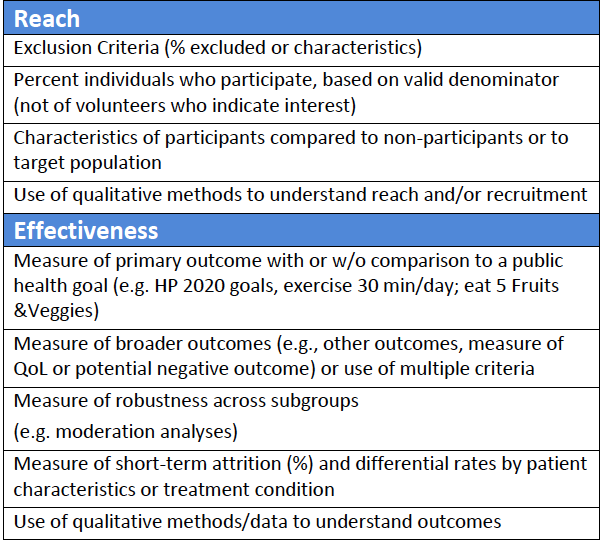 Reach
Exclusion Criteria (% excluded or characteristics)
Percent individuals who participate, based on valid denominator
(not of volunteers who indicate interest)
Characteristics of participants compared to non-participants or to
target population
Use of qualitative methods to understand reach and/or recruitment
Effectiveness
Measure of primary outcome with or w/o comparison to a public
health goal (e.g. HP 2020 goals, exercise 30 min/day; eat 5 Fruits
&Veggies)
Measure of broader outcomes (e.g., other outcomes, measure of
QoL or potential negative outcome) or use of multiple criteria
Measure of robustness across subgroups
(e.g. moderation analyses)
Measure of short-term attrition (%) and differential rates by patient
characteristics or treatment condition
Use of qualitative methods/data to understand outcomes